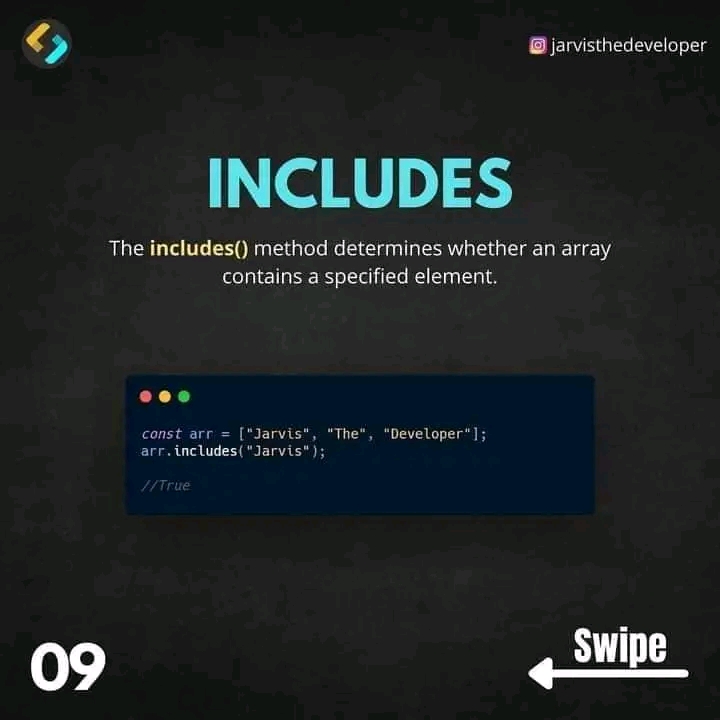 jarvisthedeveloper
INCLUDES
The includes() method determines whether an array
contains a specified element.
const arr = ["Jarvis", "The", "Developer"];
arr.includes("Jarvis");
//True
09
Swipe